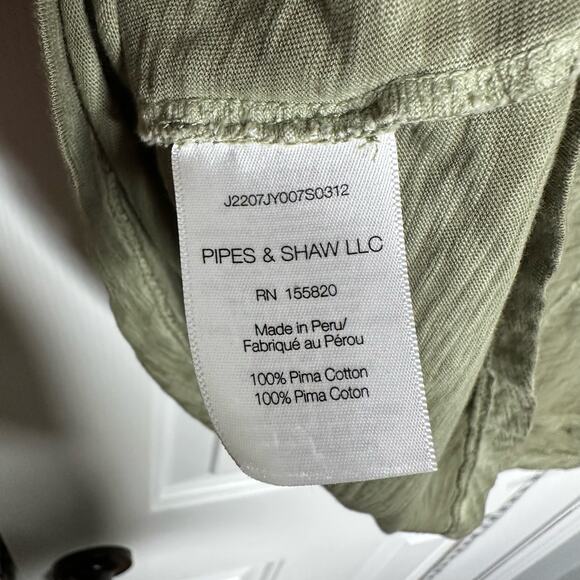 J2207JY007S0312
PIPES & SHAW LLC
RN 155820
Made in Peru/
Fabriqué au Pérou
100% Pima Cotton
100% Pima Coton